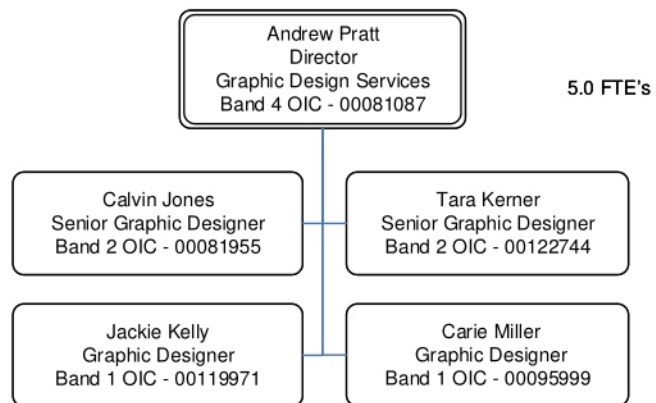 Andrew Pratt
Director
Graphic Design Services
Band 4 OIC - 00081087
5.0 FTE's
Calvin Jones
Senior Graphic Designer
Band 2 OIC - 00081955
Tara Kerner
Senior Graphic Designer
Band 2 OIC - 00122744
Jackie Kelly
Graphic Designer
Band 1 OIC - 00119971
Carie Miller
Graphic Designer
Band 1 OIC - 00095999